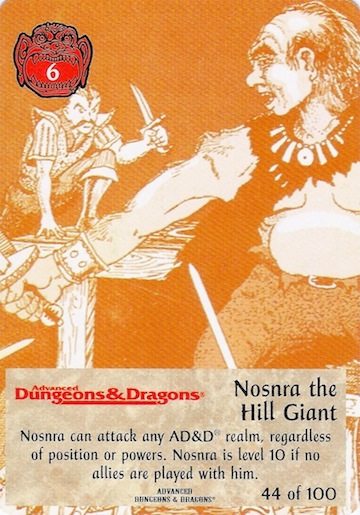 6
Advanced
Dungeons & Dragons®
Nosnra the
Hill Giant
Nosnra can attack any AD&D® realm, regardless
of position or powers. Nosnra is level 10 if no
allies are played with him.
ADVANCED
DUNGEONS & DRAGONS®
44 of 100